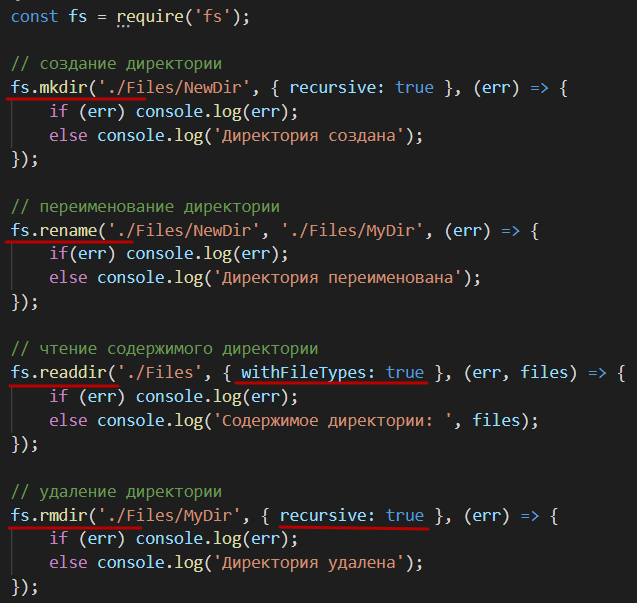 const fs = require('fs');
// создание директории
fs.mkdir('./Files/NewDir', { recursive: true }, (err) => {
    if (err) console.log(err);
    else console.log('Директория создана');
});
// переименование директории
fs.rename('./Files/NewDir', './Files/MyDir', (err) => {
    if(err) console.log(err);
    else console.log('Директория переименована');
});
// чтение содержимого директории
fs.readdir('./Files', { withFileTypes: true }, (err, files) => {
    if (err) console.log(err);
    else console.log('Содержимое директории: ', files);
});
// удаление директории
fs.rmdir('./Files/MyDir', { recursive: true }, (err) => {
    if (err) console.log(err);
    else console.log('Директория удалена');
});